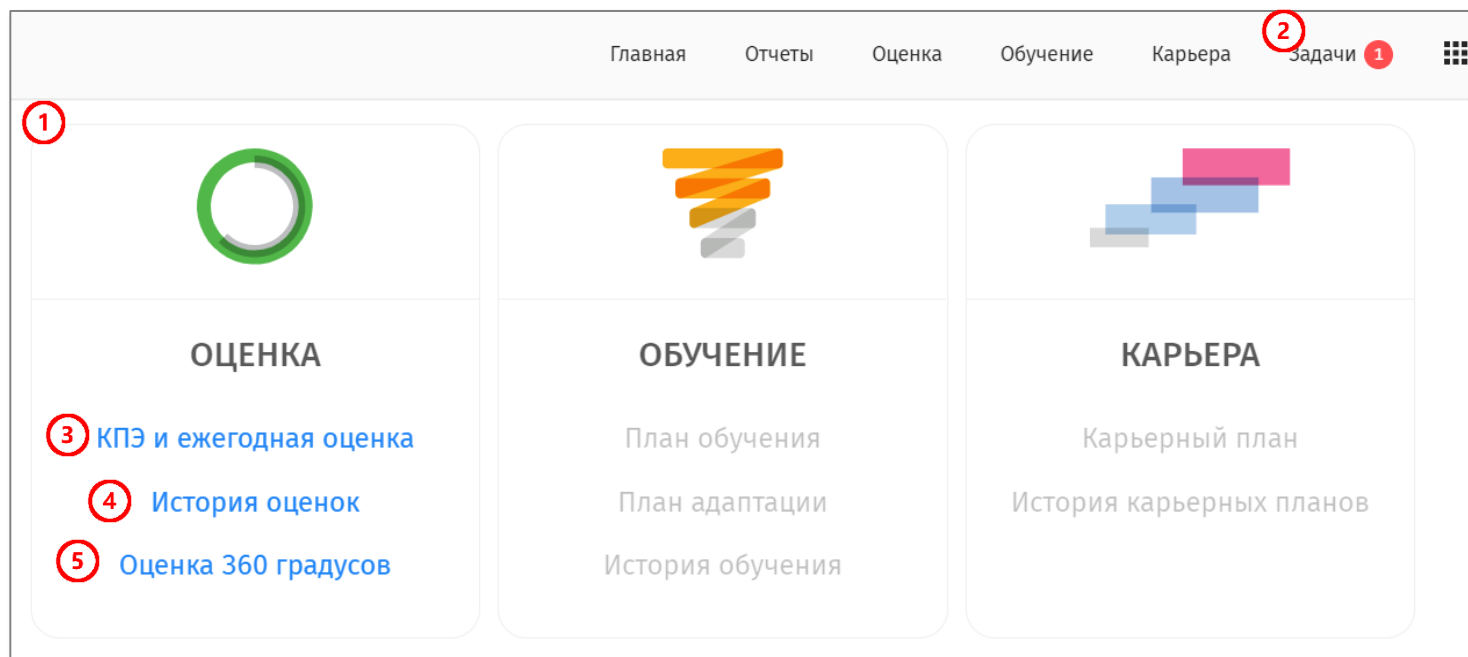 2
Главная Отчеты Оценка Обучение Карьера Задачи 1
1
ОЦЕНКА ОБУЧЕНИЕ КАРЬЕРА
3 КПЭ и ежегодная оценка План обучения Карьерный план
4 История оценок План адаптации История карьерных планов
5 Оценка 360 градусов История обучения